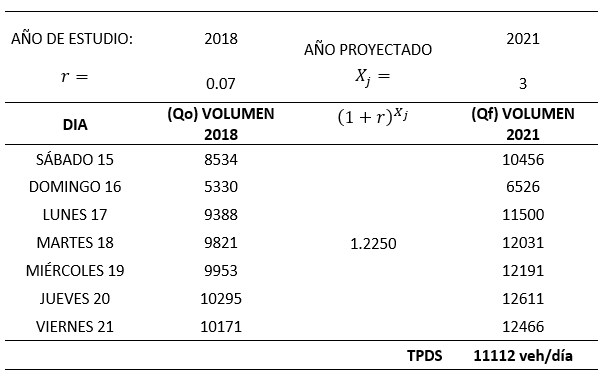 AÑO DE ESTUDIO: 2018 AÑO PROYECTADO 2021
r = 0.07 X_j = 3
DIA (Qo) VOLUMEN 2018 (1 + r)^{X_j} (Qf) VOLUMEN 2021
SÁBADO 15 8534 10456
DOMINGO 16 5330 6526
LUNES 17 9388 11500
MARTES 18 9821 1.2250 12031
MIÉRCOLES 19 9953 12191
JUEVES 20 10295 12611
VIERNES 21 10171 12466
TPDS 11112 veh/día